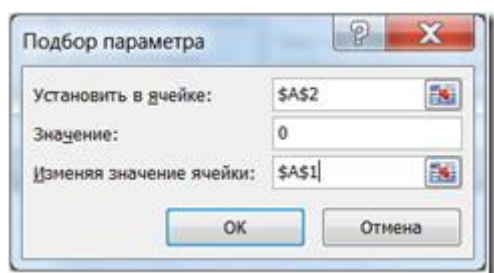 Подбор параметра
Установить в ячейке: $A$2
Значение: 0
Изменяя значение ячейки: $A$1
ОК Отмена